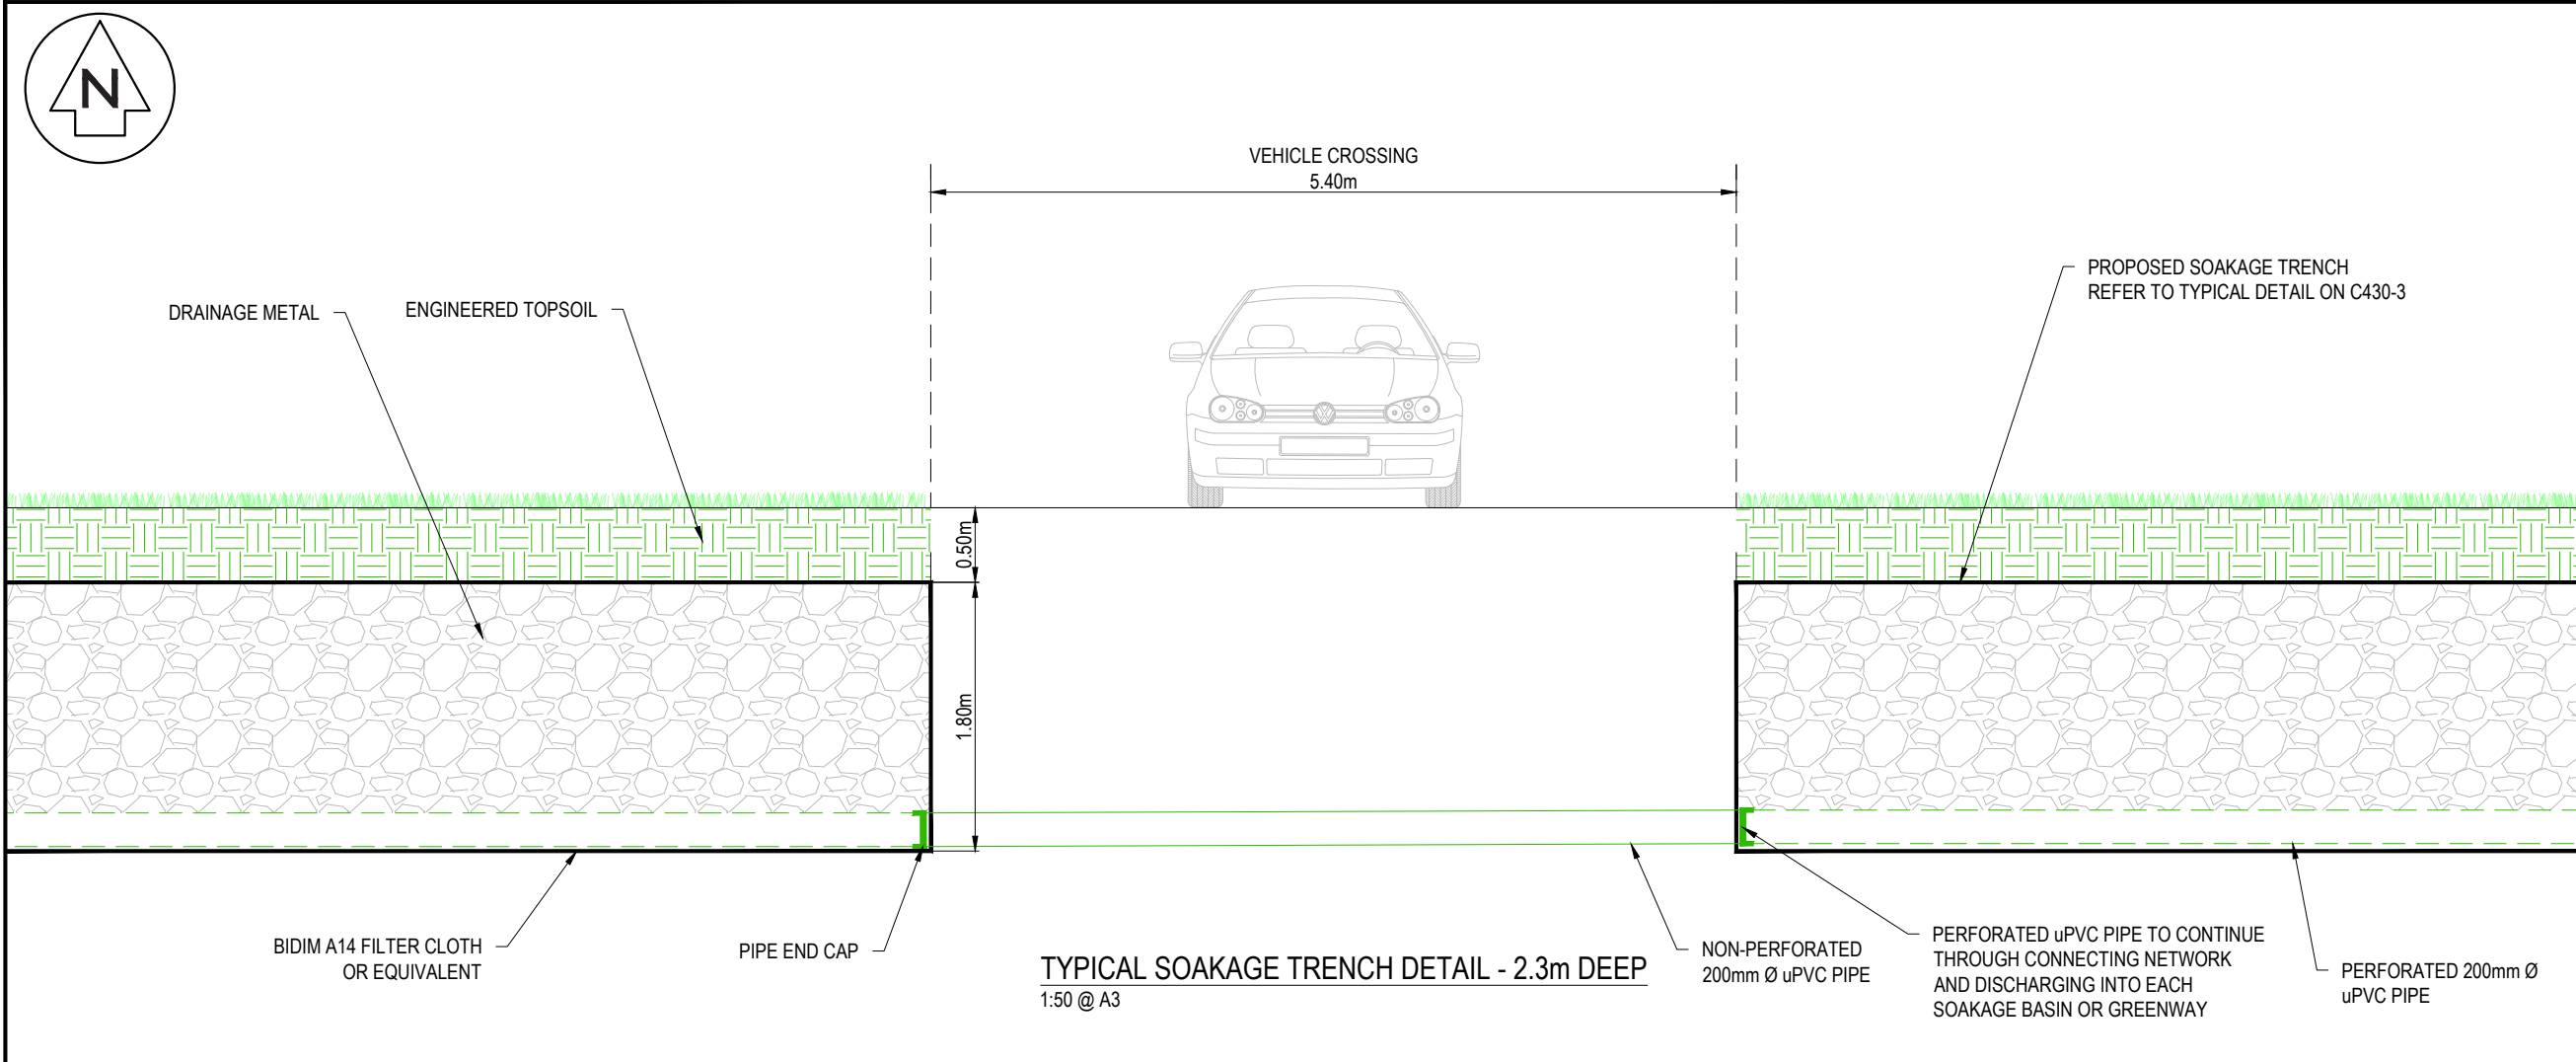 N
VEHICLE CROSSING
5.40m
DRAINAGE METAL
ENGINEERED TOPSOIL
PROPOSED SOAKAGE TRENCH
REFER TO TYPICAL DETAIL ON C430-3
0.50m
1.80m
BIDIM A14 FILTER CLOTH
OR EQUIVALENT
PIPE END CAP
TYPICAL SOAKAGE TRENCH DETAIL - 2.3m DEEP
1:50 @ A3
NON-PERFORATED
200mm Ø uPVC PIPE
PERFORATED uPVC PIPE TO CONTINUE
THROUGH CONNECTING NETWORK
AND DISCHARGING INTO EACH
SOAKAGE BASIN OR GREENWAY
PERFORATED 200mm Ø
uPVC PIPE